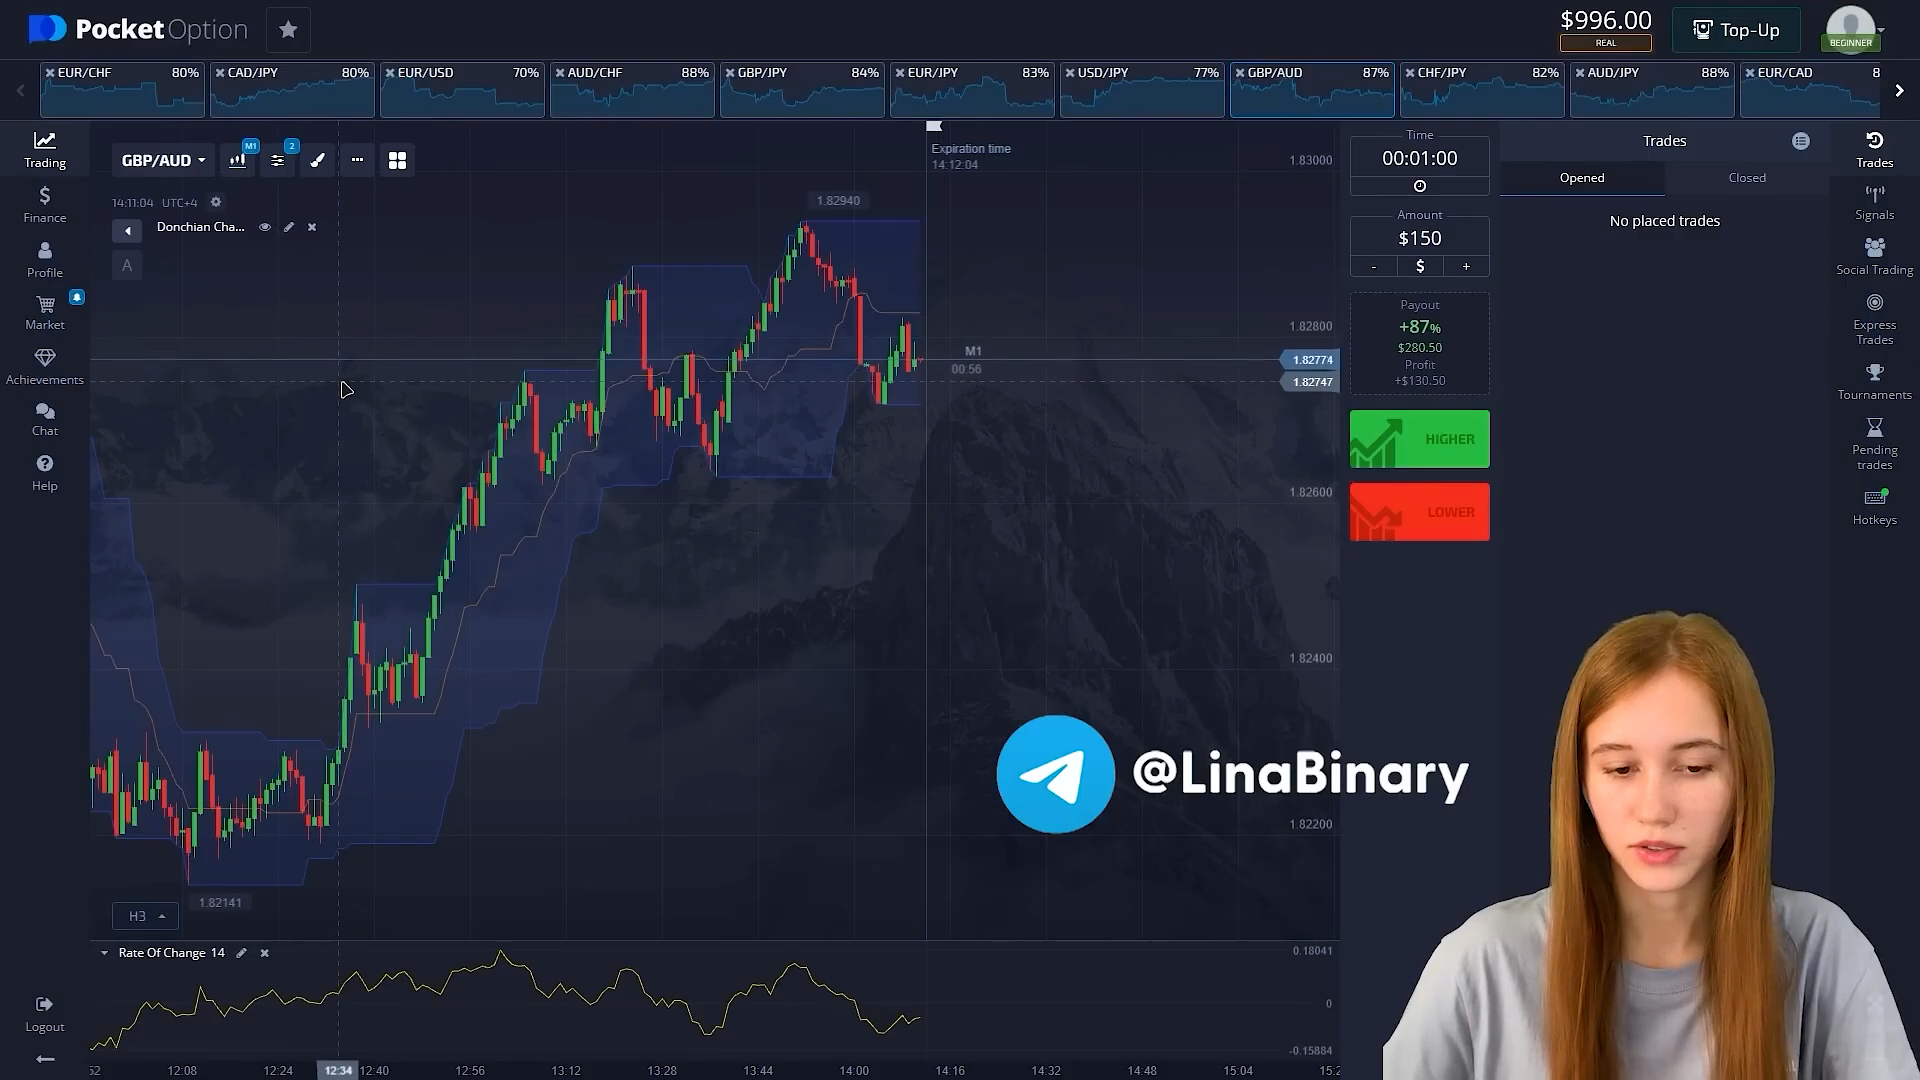 PocketOption
$996.00
REAL
Top-Up
BEGINNER
EUR/CHF 80%
CAD/JPY 80%
EUR/USD 70%
AUD/CHF 88%
GBP/JPY 84%
EUR/JPY 83%
USD/JPY 77%
GBP/AUD 87%
CHF/JPY 82%
AUD/JPY 88%
EUR/CAD 8
Trading
Finance
Profile
Market
Achievements
Chat
Help
Logout
GBP/AUD
M1
2
14:11:04 UTC+4
Donchian Cha...
A
Expiration time
14:12:04
1.82940
M1
00:56
1.83000
1.82800
1.82774
1.82747
1.82600
1.82400
1.82200
1.82141
H3
@LinaBinary
Rate Of Change 14
0.18041
0
-0.15884
52 12:08 12:24 12:34 12:40 12:56 13:12 13:28 13:44 14:00 14:16 14:32 14:48 15:04 15:2
Time
00:01:00
Amount
$150
- $ +
Payout
+87%
$280.50
Profit
+$130.50
HIGHER
LOWER
Trades
Opened Closed
No placed trades
Trades
Signals
Social Trading
Express
Trades
Tournaments
Pending
trades
Hotkeys